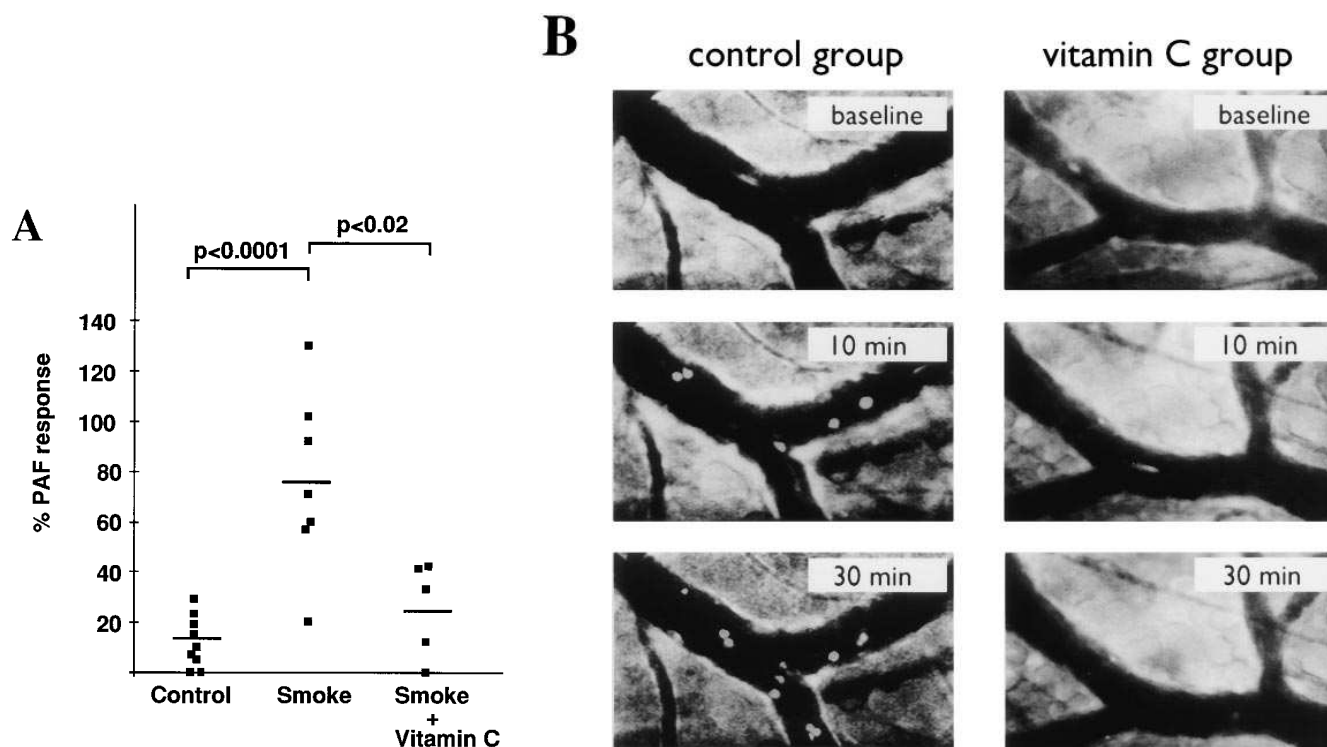 A
p<0.0001
p<0.02
% PAF response
140
120
100
80
60
40
20
Control
Smoke
Smoke
+
Vitamin C
B
control group
vitamin C group
baseline
baseline
10 min
10 min
30 min
30 min